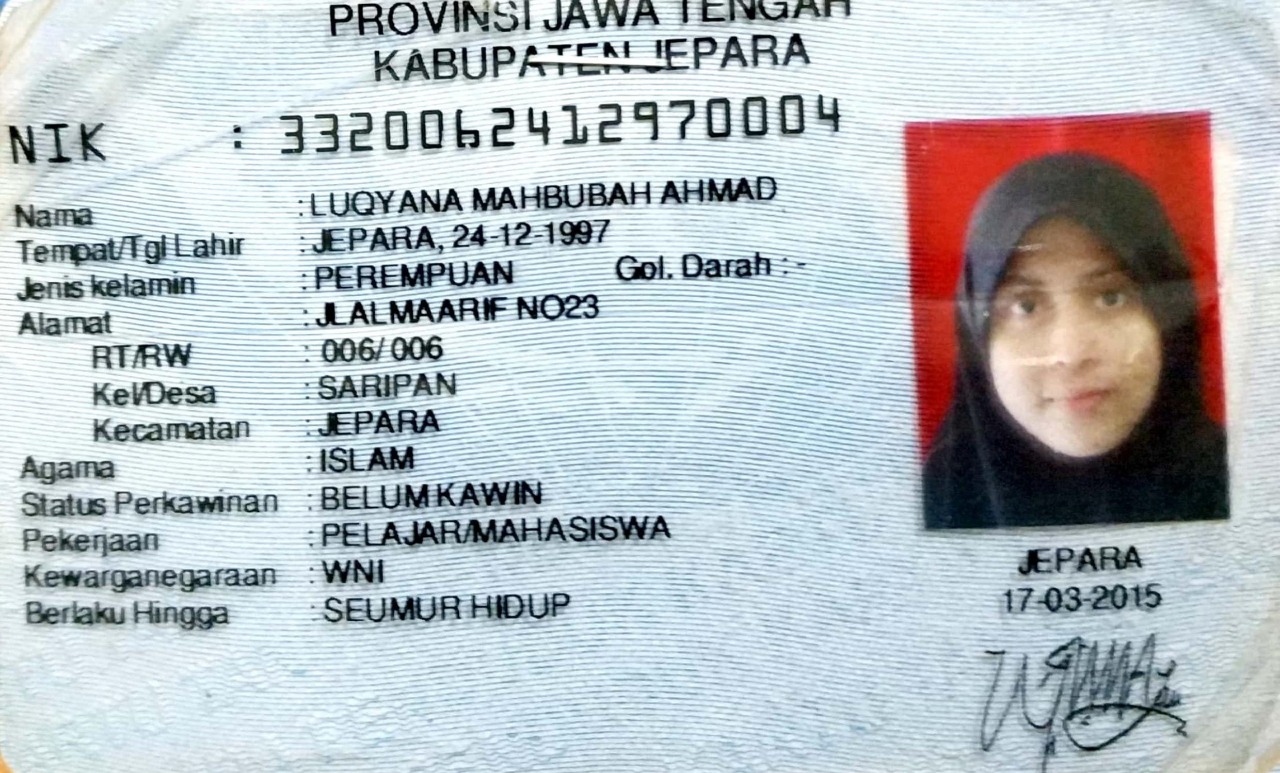 PROVINSI JAWA TENGAH
KABUPATEN JEPARA
NIK : 3320062412970004
Nama : LUQYANA MAHBUBAH AHMAD
Tempat/Tgl Lahir : JEPARA, 24-12-1997
Jenis kelamin : PEREMPUAN Gol. Darah : -
Alamat : JLALMAARIF NO23
RT/RW : 006/ 006
Kel/Desa : SARIPAN
Kecamatan : JEPARA
Agama : ISLAM
Status Perkawinan : BELUM KAWIN
Pekerjaan : PELAJAR/MAHASISWA
Kewarganegaraan : WNI
Berlaku Hingga : SEUMUR HIDUP
JEPARA
17-03-2015